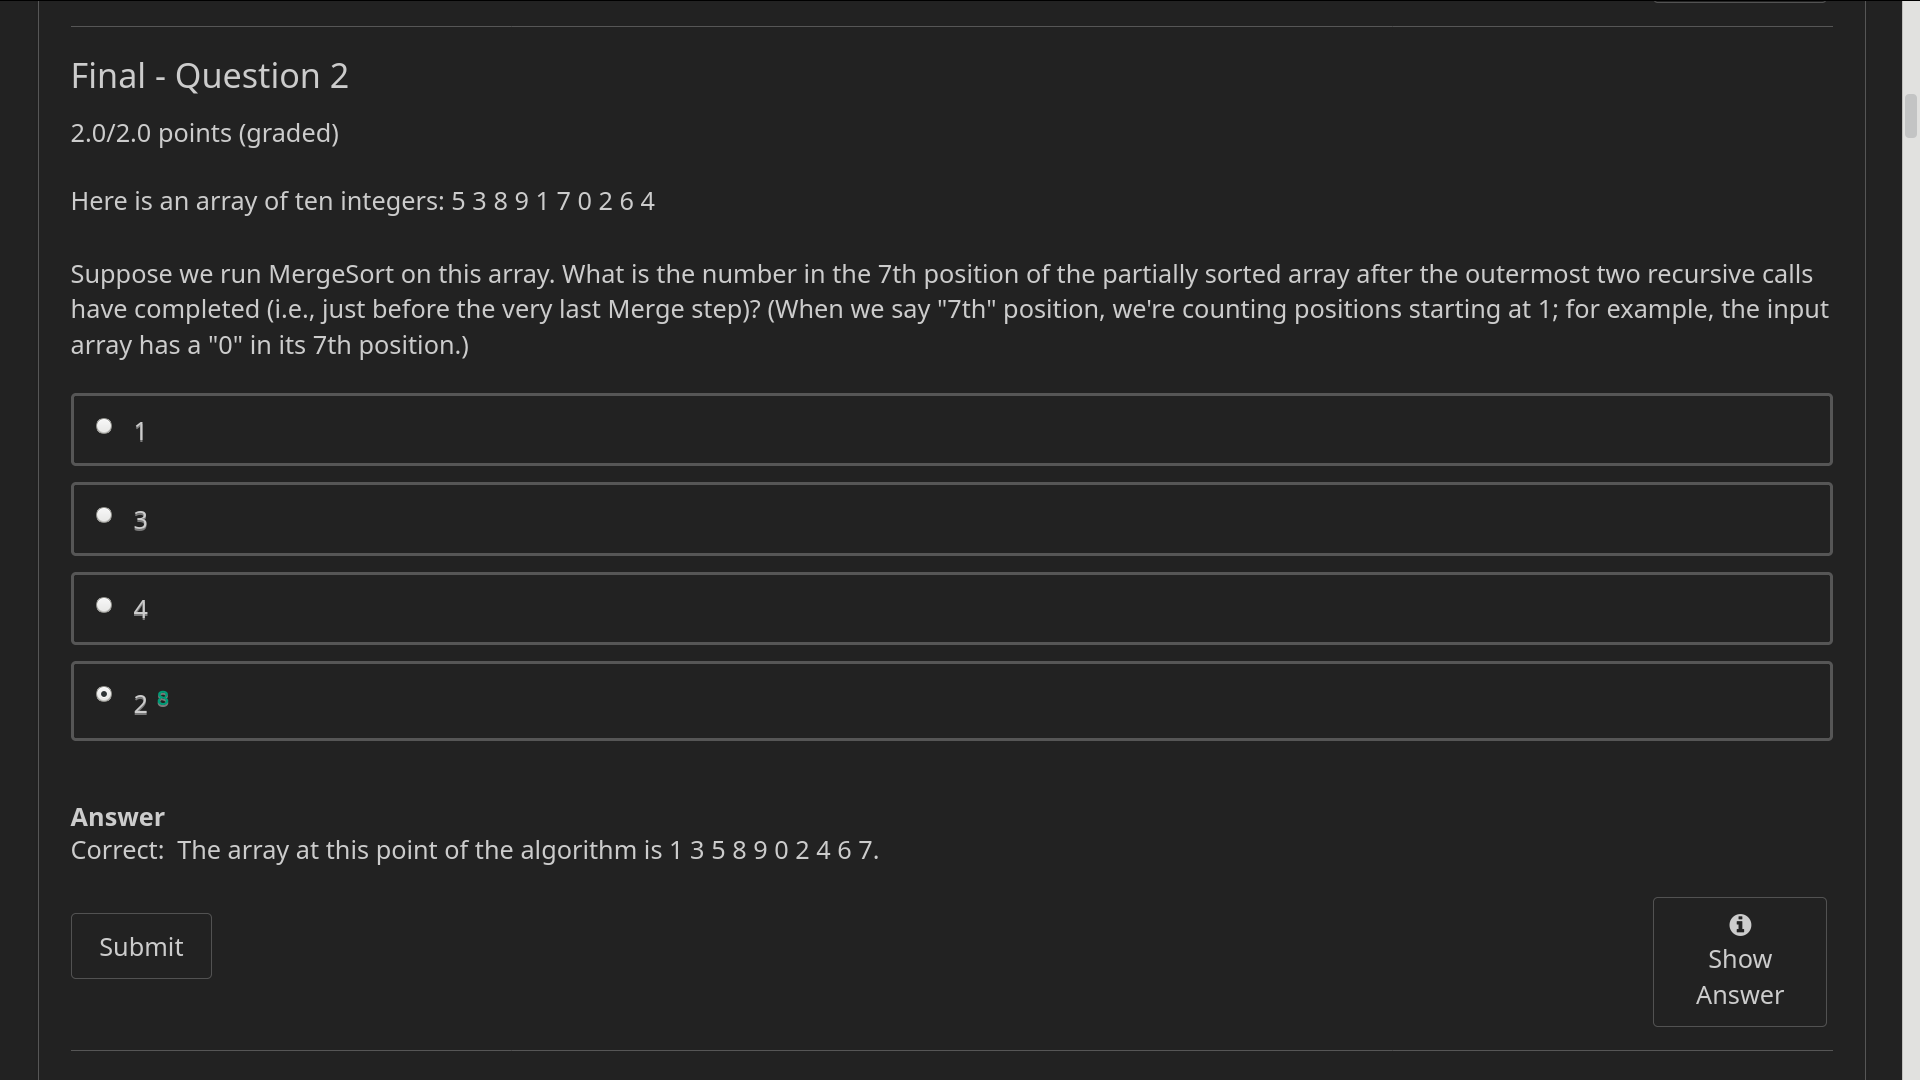 Final - Question 2
2.0/2.0 points (graded)
Here is an array of ten integers: 5 3 8 9 1 7 0 2 6 4
Suppose we run MergeSort on this array. What is the number in the 7th position of the partially sorted array after the outermost two recursive calls
have completed (i.e., just before the very last Merge step)? (When we say "7th" position, we're counting positions starting at 1; for example, the input
array has a "0" in its 7th position.)
1
3
4
2
Answer
Correct: The array at this point of the algorithm is 1 3 5 8 9 0 2 4 6 7.
Submit
Show
Answer